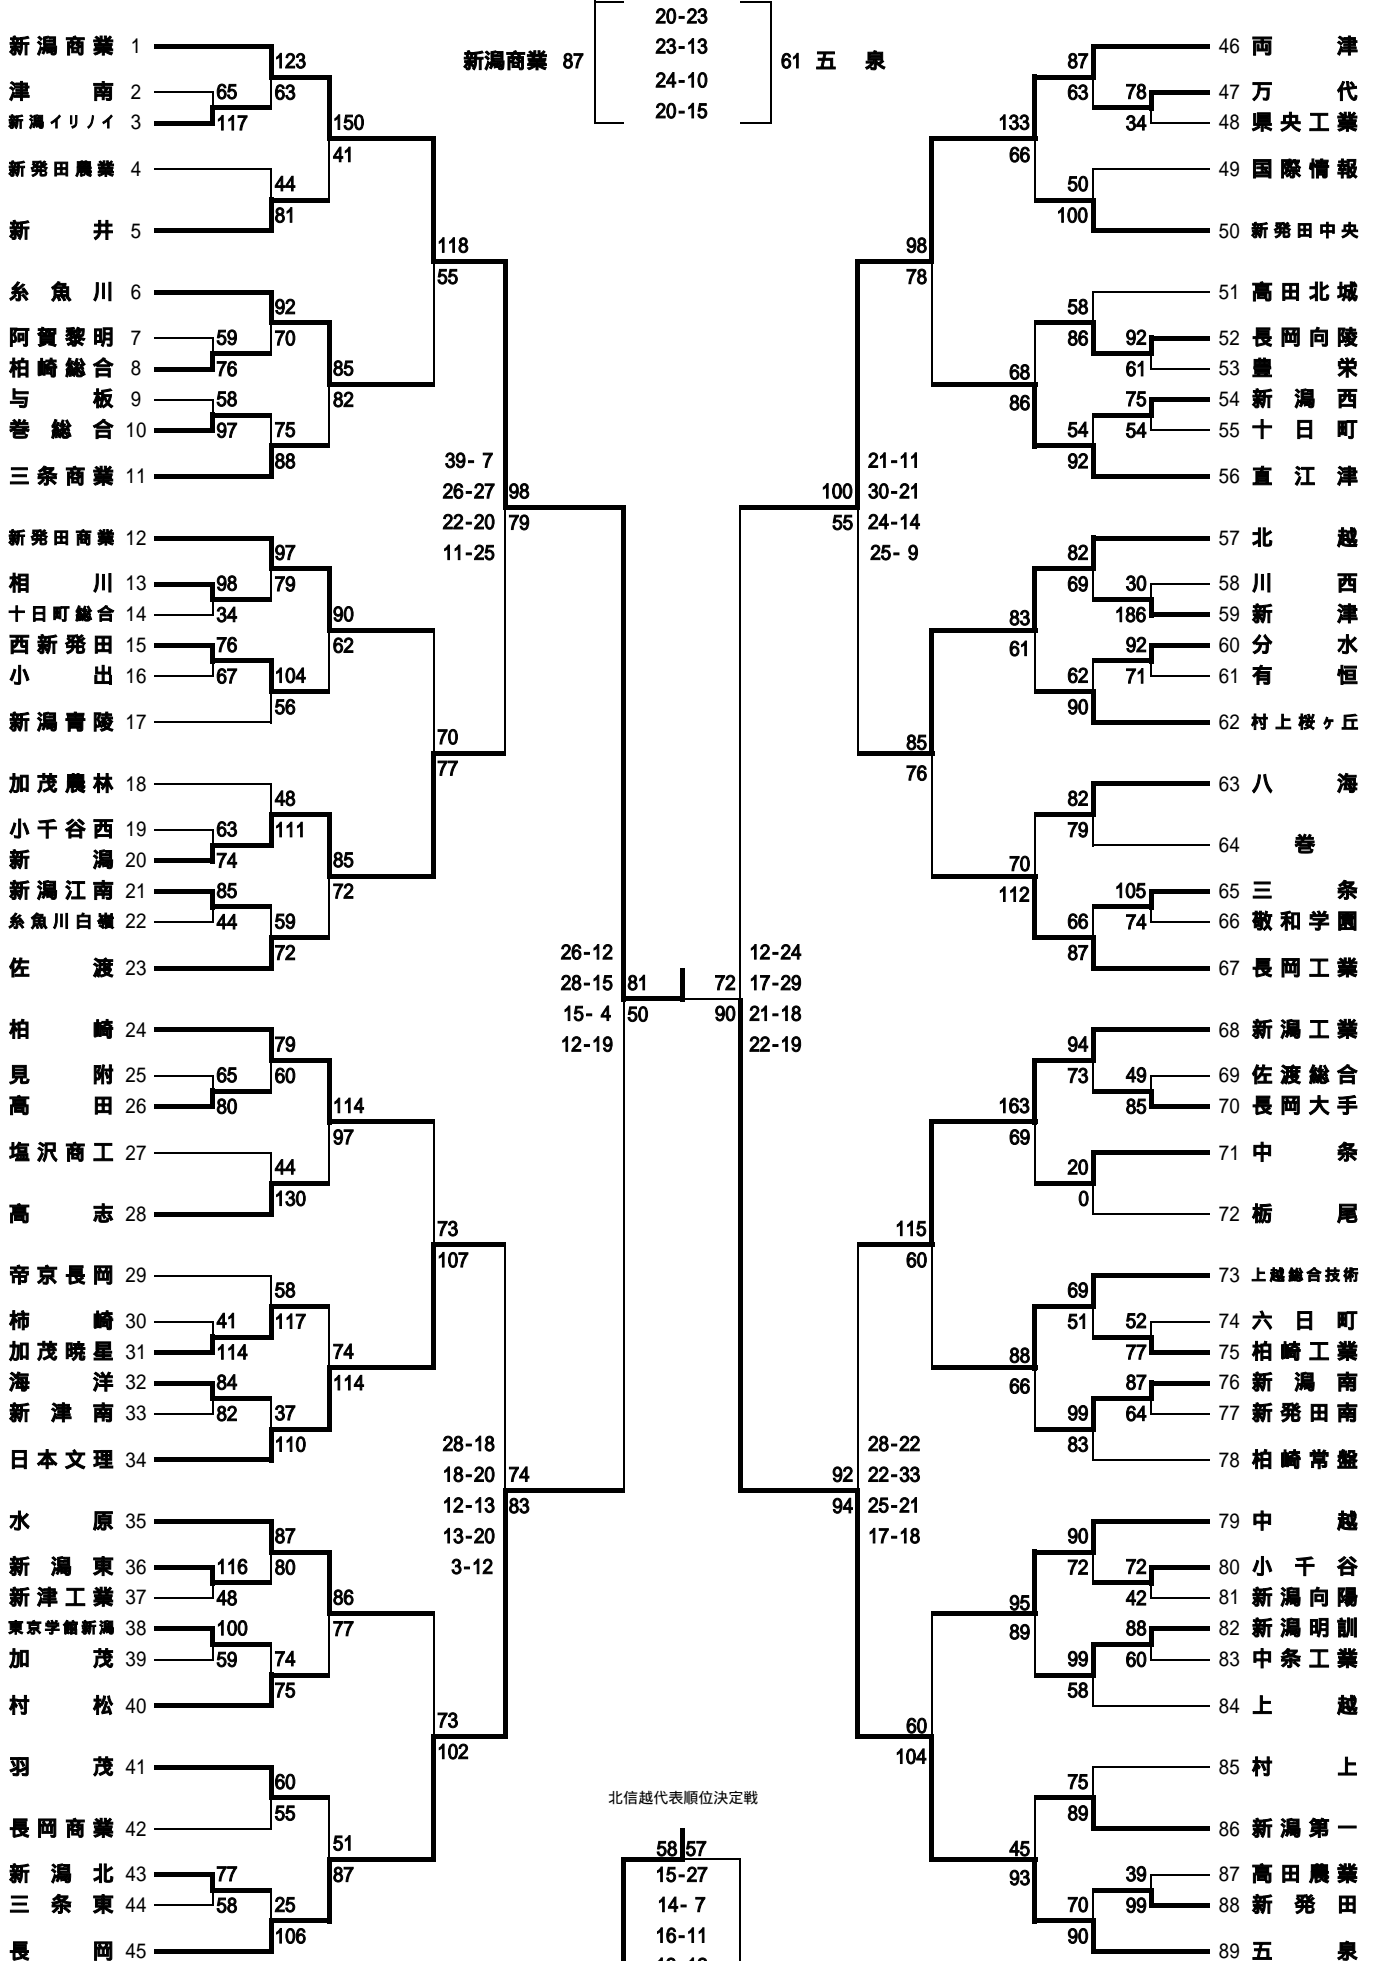 20-23
新潟商業 87 23-13 61 五泉
24-10
20-15
新潟商業 1
津南 2
新潟イリノイ 3
新発田農業 4
新井 5
糸魚川 6
阿賀黎明 7
柏崎総合 8
与板 9
巻総合 10
三条商業 11
新発田商業 12
相川 13
十日町総合 14
西新発田 15
小出 16
新潟青陵 17
加茂農林 18
小千谷西 19
新潟 20
新潟江南 21
糸魚川白嶺 22
佐渡 23
柏崎 24
見附 25
高田 26
塩沢商工 27
高志 28
帝京長岡 29
柿崎 30
加茂暁星 31
海洋 32
新津南 33
日本文理 34
水原 35
新潟東 36
新津工業 37
東京学館新潟 38
加茂 39
村松 40
羽茂 41
長岡商業 42
新潟北 43
三条東 44
長岡 45
65
117
59
76
58
97
98
34
76
67
63
74
85
44
65
80
41
114
84
82
116
48
100
59
77
58
123
63
44
81
92
70
75
88
97
79
104
56
48
111
59
72
79
60
44
130
58
117
37
110
87
80
74
75
60
55
25
106
150
41
85
82
90
62
85
72
114
97
74
114
86
77
51
87
118
55
70
77
73
107
73
102
39- 7
26-27
22-20
11-25
98
79
28-18
18-20
12-13
13-20
3-12
74
83
26-12
28-15
15- 4
12-19
81
50
72
90
12-24
17-29
21-18
22-19
100
55
21-11
30-21
24-14
25- 9
92
94
28-22
22-33
25-21
17-18
98
78
85
76
115
60
60
104
133
66
68
86
83
61
70
112
163
69
88
66
95
89
45
93
87
63
50
100
58
86
54
92
82
69
62
90
82
79
66
87
94
73
20
0
69
51
99
83
90
72
99
58
75
89
70
90
78
34
92
61
75
54
30
186
92
71
105
74
49
85
52
77
87
64
72
42
88
60
39
99
46 両津
47 万代
48 県央工業
49 国際情報
50 新発田中央
51 高田北城
52 長岡向陵
53 豊栄
54 新潟西
55 十日町
56 直江津
57 北越
58 川西
59 新津
60 分水
61 有恒
62 村上桜ヶ丘
63 八海
64 巻
65 三条
66 敬和学園
67 長岡工業
68 新潟工業
69 佐渡総合
70 長岡大手
71 中条
72 栃尾
73 上越総合技術
74 六日町
75 柏崎工業
76 新潟南
77 新発田南
78 柏崎常盤
79 中越
80 小千谷
81 新潟向陽
82 新潟明訓
83 中条工業
84 上越
85 村上
86 新潟第一
87 高田農業
88 新発田
89 五泉
北信越代表順位決定戦
58 57
15-27
14- 7
16-11